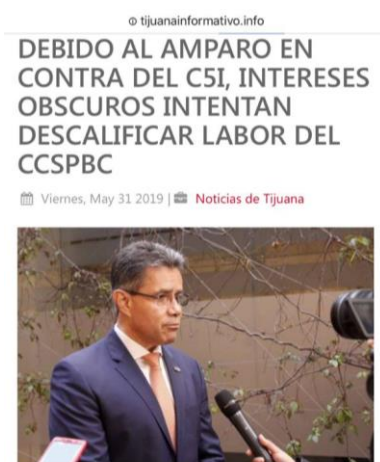 tijuanainformativo.info
DEBIDO AL AMPARO EN
CONTRA DEL C5I, INTERESES
OBSCUROS INTENTAN
DESCALIFICAR LABOR DEL
CCSPBC
Viernes, May 31 2019 | Noticias de Tijuana